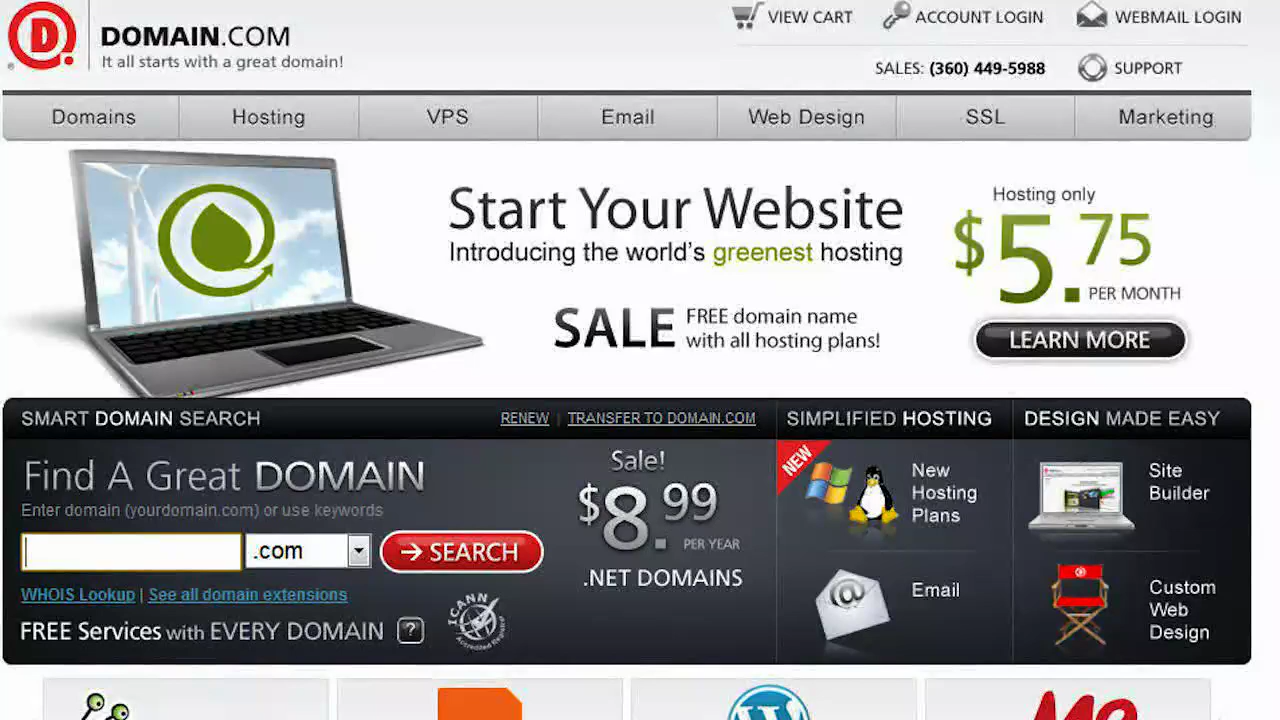 D.
DOMAIN.COM
It all starts with a great domain!
VIEW CART
ACCOUNT LOGIN
WEBMAIL LOGIN
SALES: (360) 449-5988
SUPPORT
Domains
Hosting
VPS
Email
Web Design
SSL
Marketing
Start Your Website
Introducing the world's greenest hosting
SALE
FREE domain name
with all hosting plans!
Hosting only
$5.75
PER MONTH
LEARN MORE
SMART DOMAIN SEARCH
RENEW | TRANSFER TO DOMAIN.COM
Find A Great DOMAIN
Enter domain (yourdomain.com) or use keywords
.com
SEARCH
WHOIS Lookup | See all domain extensions
FREE Services with EVERY DOMAIN ?
ICANN
Accredited Registrar
Sale!
$8.99
PER YEAR
.NET DOMAINS
SIMPLIFIED HOSTING
NEW
New
Hosting
Plans
@
Email
DESIGN MADE EASY
Site
Builder
Custom
Web
Design